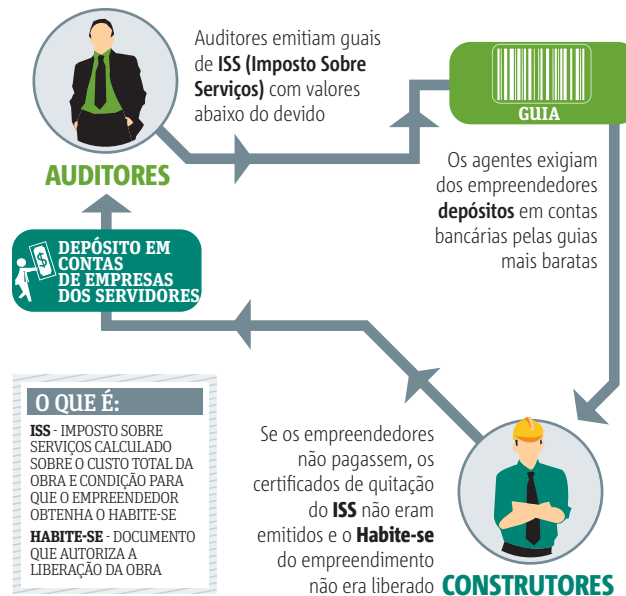 Auditores emitiam guais
de ISS (Imposto Sobre
Serviços) com valores
abaixo do devido
GUIA
AUDITORES
Os agentes exigiam
dos empreendedores
depósitos em contas
bancárias pelas guias
mais baratas
DEPÓSITO EM
CONTAS
DE EMPRESAS
DOS SERVIDORES
$
O QUE É:
ISS - IMPOSTO SOBRE
SERVIÇOS CALCULADO
SOBRE O CUSTO TOTAL DA
OBRA E CONDIÇÃO PARA
QUE O EMPREENDEDOR
OBTENHA O HABITE-SE
HABITE-SE - DOCUMENTO
QUE AUTORIZA A
LIBERAÇÃO DA OBRA
Se os empreendedores
não pagassem, os
certificados de quitação
do ISS não eram
emitidos e o Habite-se
do empreendimento
não era liberado
CONSTRUTORES